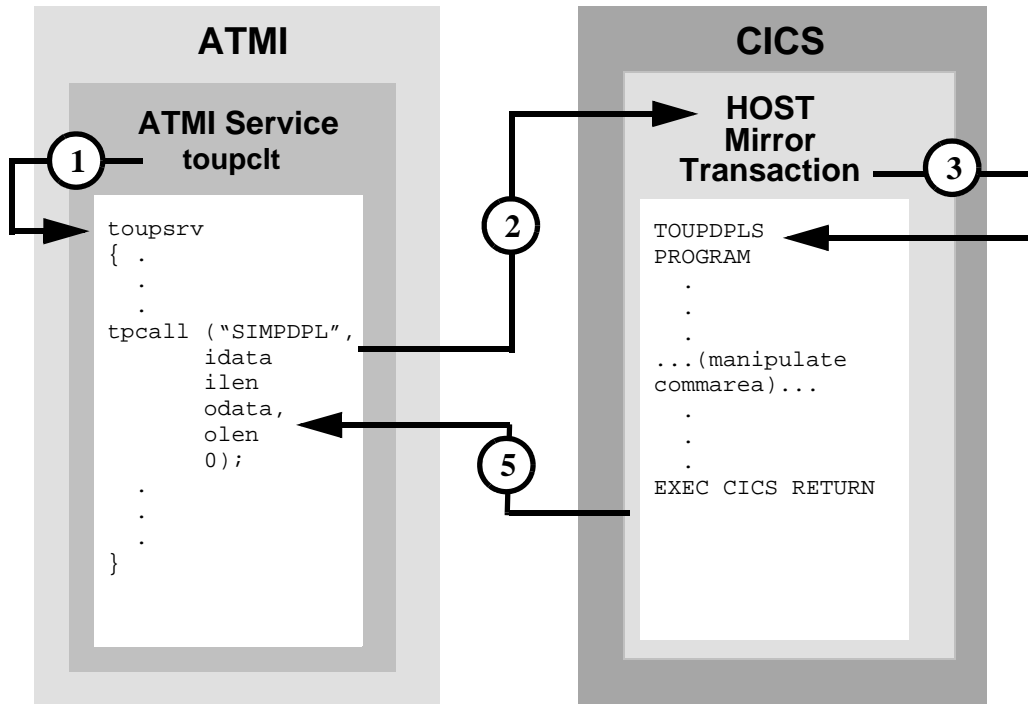 ATMI
ATMI Service
toupclt
1
toupsrv
{ .
.
.
tpcall (“SIMPDPL”,
idata
ilen
odata,
olen
0);
.
.
.
}
2
5
CICS
HOST
Mirror
Transaction
3
TOUPDPLS
PROGRAM
.
.
.
...(manipulate
commarea)...
.
.
.
EXEC CICS RETURN